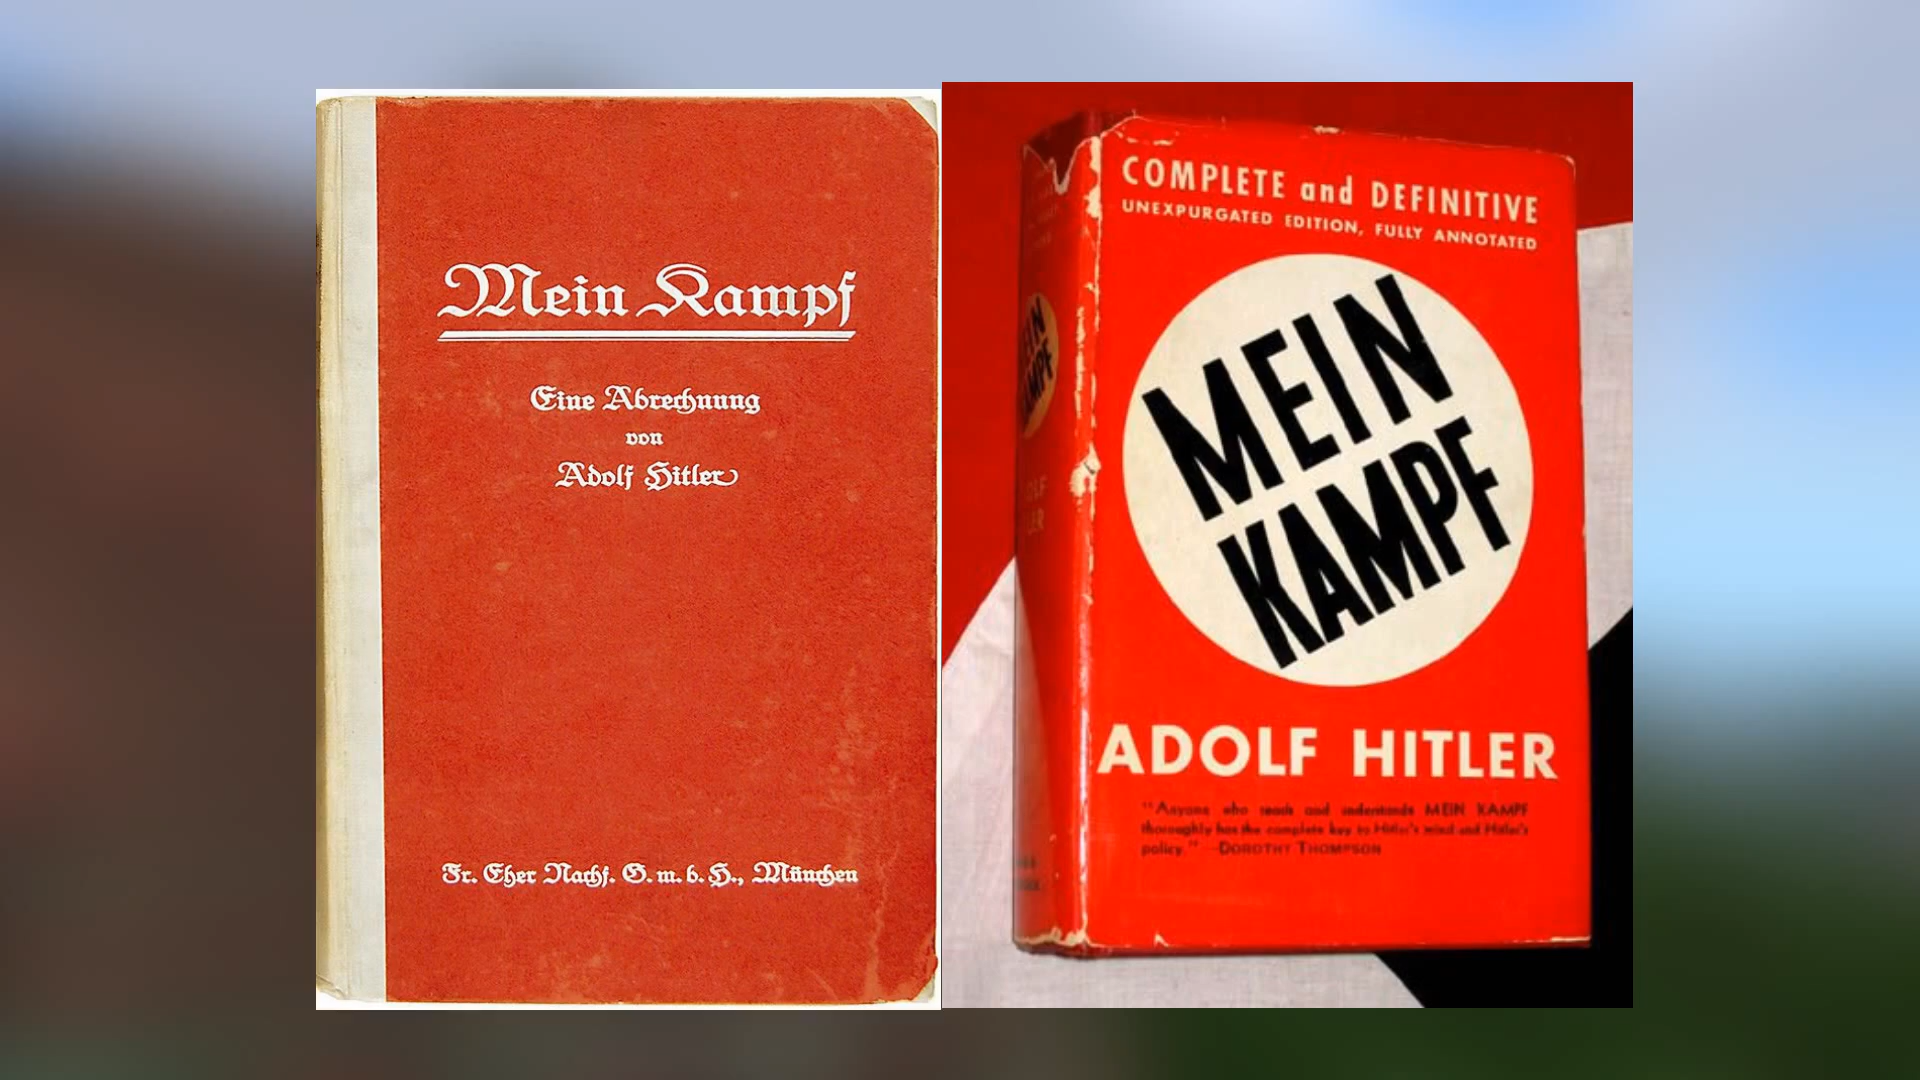 Mein Kampf
Eine Abrechnung
von
Adolf Hitler
Fr. Eher Nachf. G. m. b. H., München
COMPLETE and DEFINITIVE
UNEXPURGATED EDITION, FULLY ANNOTATED
MEIN
KAMPF
ADOLF HITLER
"Anyone who reads and understands MEIN KAMPF
thoroughly has the complete key to Hitler's mind and Hitler's
policy." —DOROTHY THOMPSON